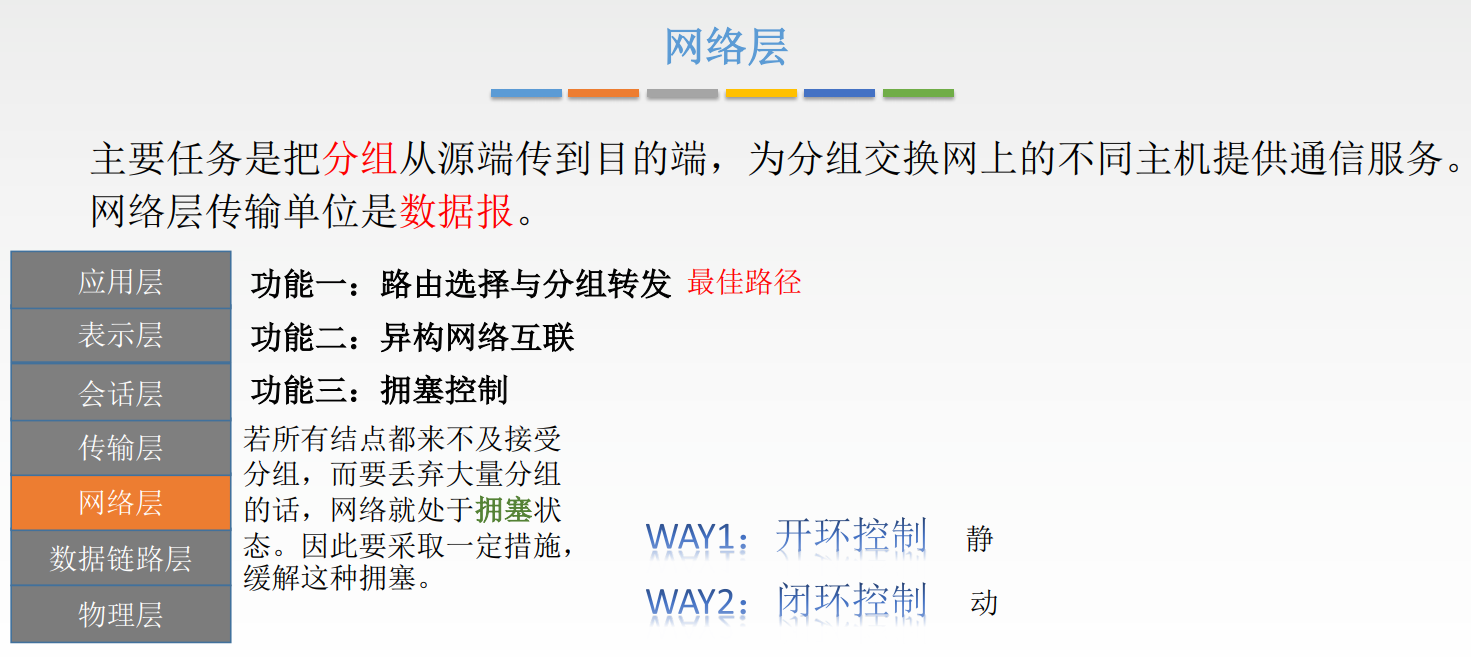 网络层
主要任务是把分组从源端传到目的端，为分组交换网上的不同主机提供通信服务。
网络层传输单位是数据报。
应用层
表示层
会话层
传输层
网络层
数据链路层
物理层
功能一：路由选择与分组转发 最佳路径
功能二：异构网络互联
功能三：拥塞控制
若所有结点都来不及接受
分组，而要丢弃大量分组
的话，网络就处于拥塞状
态。因此要采取一定措施，
缓解这种拥塞。
WAY1：开环控制 静
WAY2：闭环控制 动